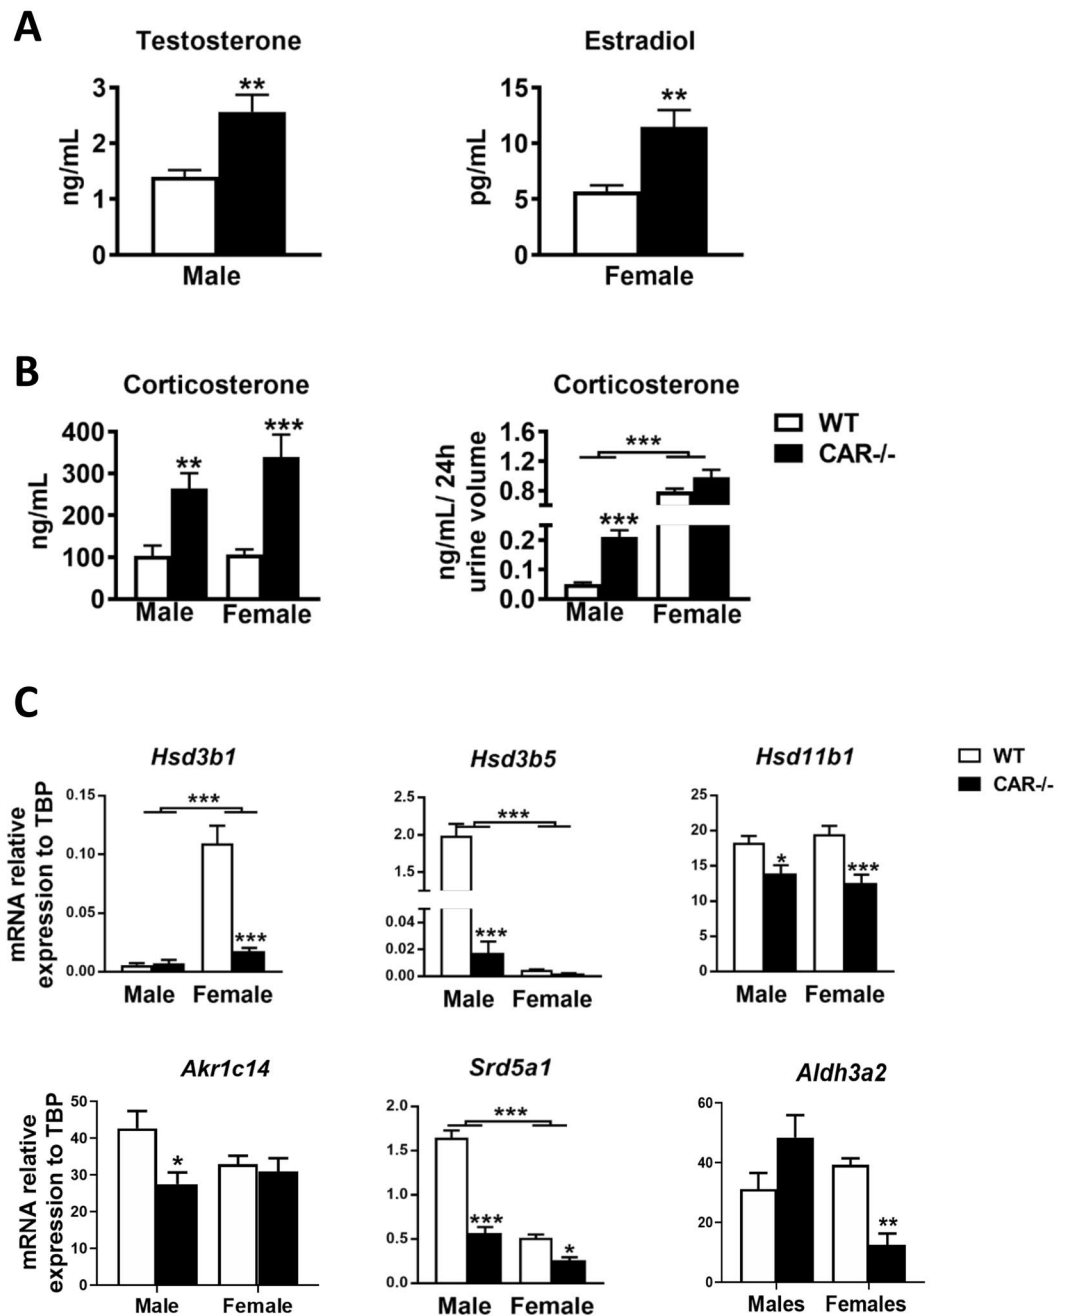 A
Testosterone
ng/mL
3
2
1
0
**
Male
Estradiol
pg/mL
15
10
5
0
**
Female
B
Corticosterone
ng/mL
400
300
200
100
0
**
***
Male Female
Corticosterone
ng/mL/ 24h
urine volume
1.6
1.2
0.8
0.2
0.1
0.0
***
***
Male Female
WT
CAR-/-
C
Hsd3b1
mRNA relative
expression to TBP
0.15
0.10
0.05
0.00
***
***
Male Female
Hsd3b5
2.5
2.0
1.5
0.04
0.02
0.00
***
***
Male Female
Hsd11b1
25
20
15
10
5
0
*
***
Male Female
WT
CAR-/-
Akr1c14
mRNA relative
expression to TBP
50
40
30
20
10
0
*
Male Female
Srd5a1
2.0
1.5
1.0
0.5
0.0
***
***
*
Male Female
Aldh3a2
60
40
20
0
**
Males Females